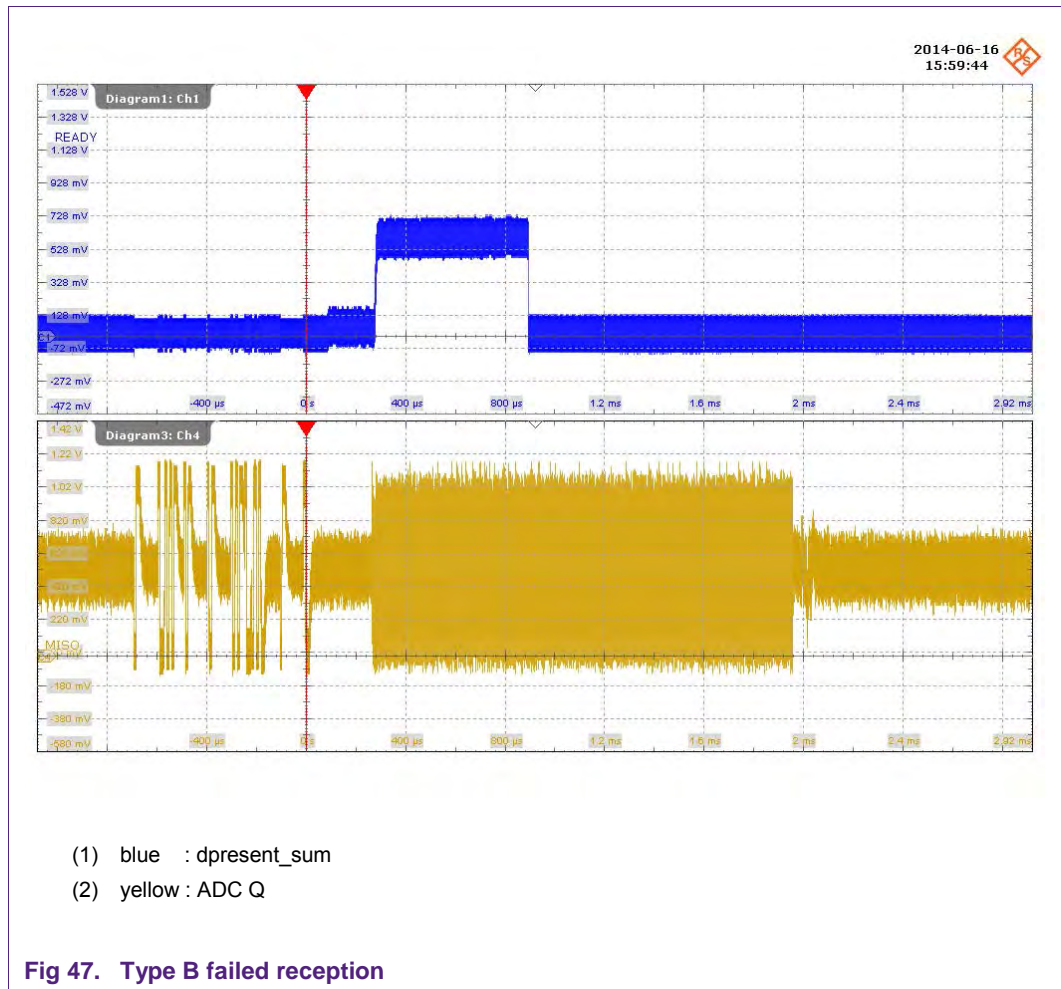 2014-06-16
15:59:44
1.528 V
Diagram1: Ch1
1.328 V
READY
1.128 V
928 mV
728 mV
528 mV
328 mV
128 mV
-72 mV
-272 mV
-472 mV
-400 µs 0 s 400 µs 800 µs 1.2 ms 1.6 ms 2 ms 2.4 ms 2.92 ms
1.42 V
Diagram3: Ch4
1.22 V
1.02 V
820 mV
220 mV
MISO
-180 mV
-380 mV
-580 mV
-400 µs 0 s 400 µs 800 µs 1.2 ms 1.6 ms 2 ms 2.4 ms 2.92 ms
(1) blue : dpresent_sum
(2) yellow : ADC Q
Fig 47. Type B failed reception